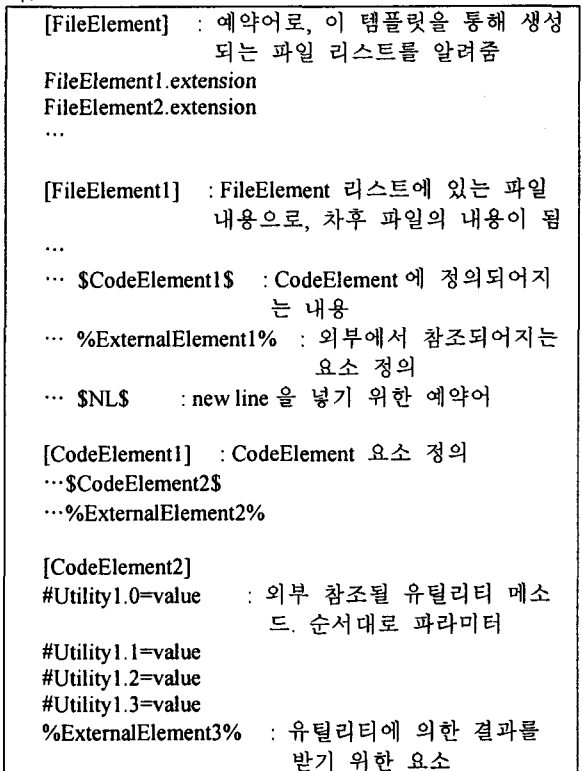 [FileElement] : 예약어로, 이 템플릿을 통해 생성
되는 파일 리스트를 알려줌
FileElement1.extension
FileElement2.extension
…
[FileElement1] : FileElement 리스트에 있는 파일
내용으로, 차후 파일의 내용이 됨
…
… $CodeElement1$ : CodeElement 에 정의되어지
는 내용
… %ExternalElement1% : 외부에서 참조되어지는
요소 정의
… $NL$ : new line 을 넣기 위한 예약어
[CodeElement1] : CodeElement 요소 정의
…$CodeElement2$
…%ExternalElement2%
[CodeElement2]
#Utility1.0=value : 외부 참조될 유틸리티 메소
드. 순서대로 파라미터
#Utility1.1=value
#Utility1.2=value
#Utility1.3=value
%ExternalElement3% : 유틸리티에 의한 결과를
받기 위한 요소